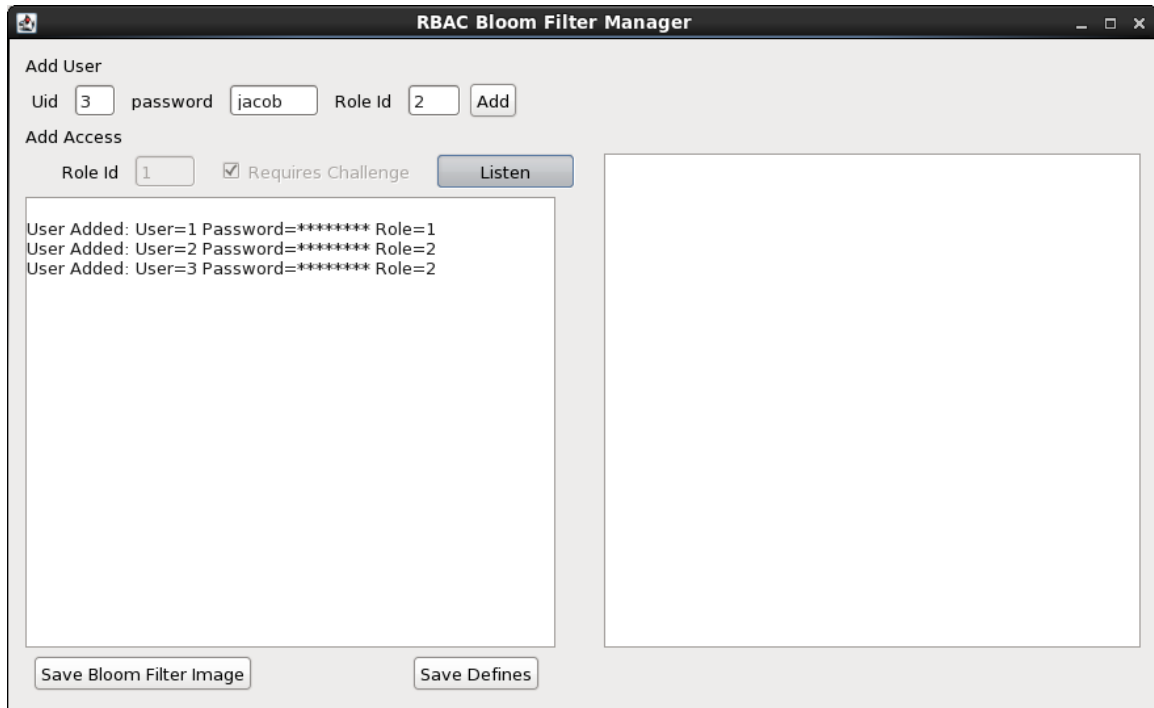 RBAC Bloom Filter Manager
Add User
Uid 3 password jacob Role Id 2 Add
Add Access
Role Id 1 Requires Challenge Listen
User Added: User=1 Password=******** Role=1
User Added: User=2 Password=******** Role=2
User Added: User=3 Password=******** Role=2
Save Bloom Filter Image Save Defines